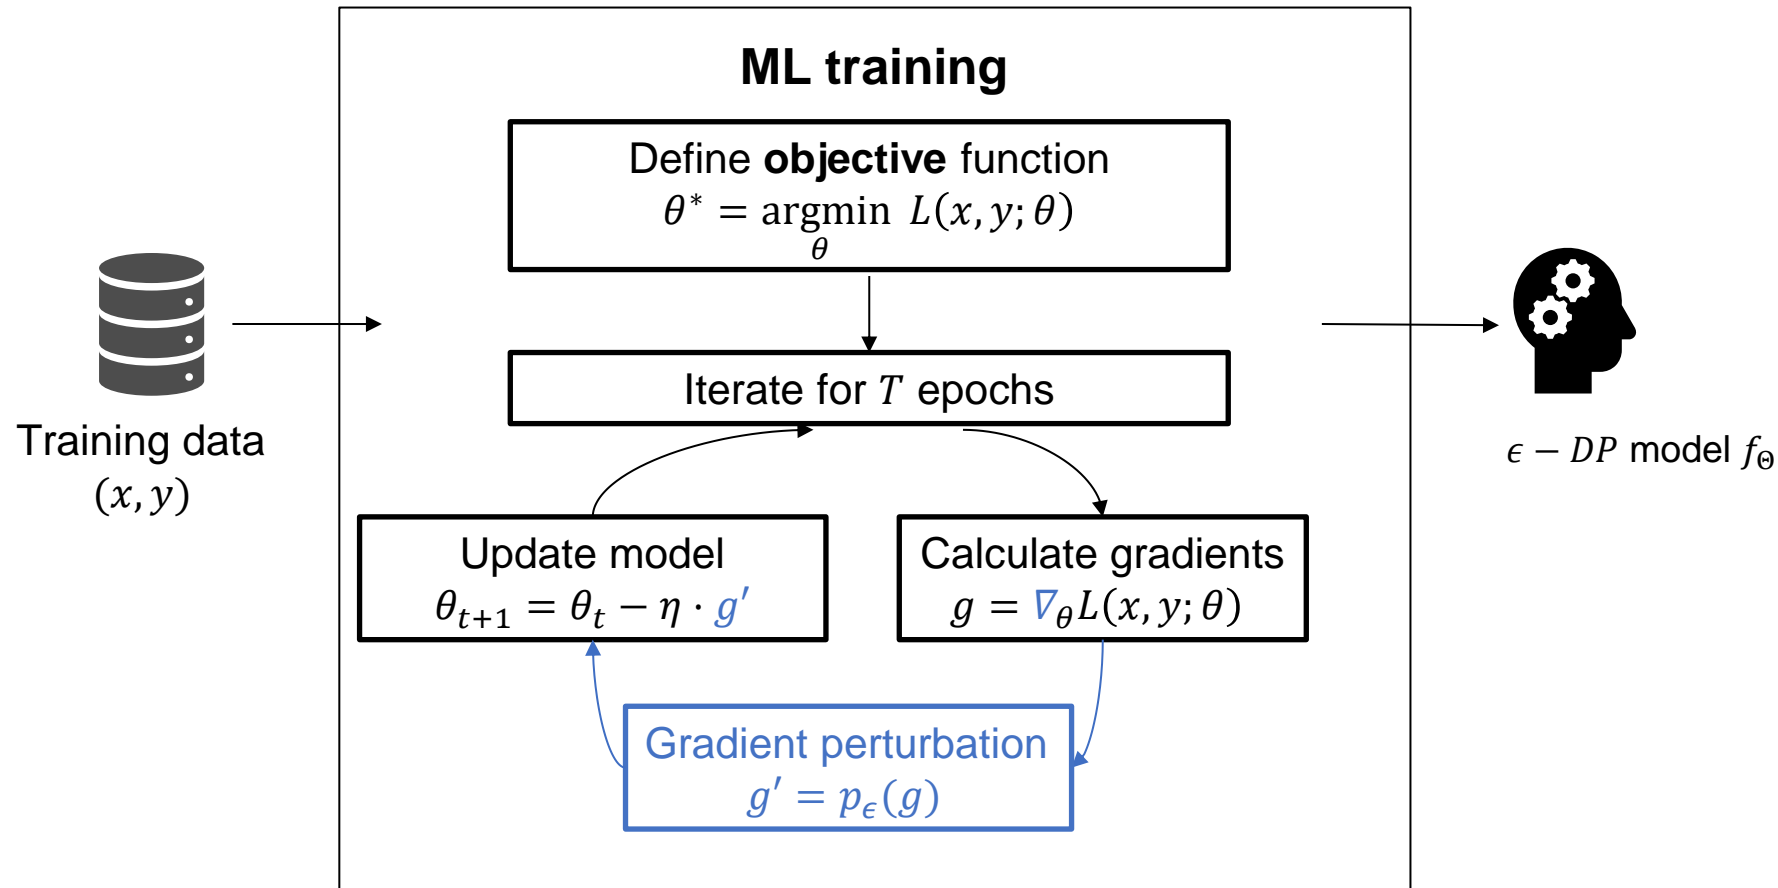 ML training
Define objective function
θ* = argmin L(x, y; θ)
θ
Iterate for T epochs
Training data
(x, y)
ϵ − DP model f_Θ
Update model
θ_{t+1} = θ_t − η · g′
Calculate gradients
g = ∇_θ L(x, y; θ)
Gradient perturbation
g′ = p_ϵ(g)